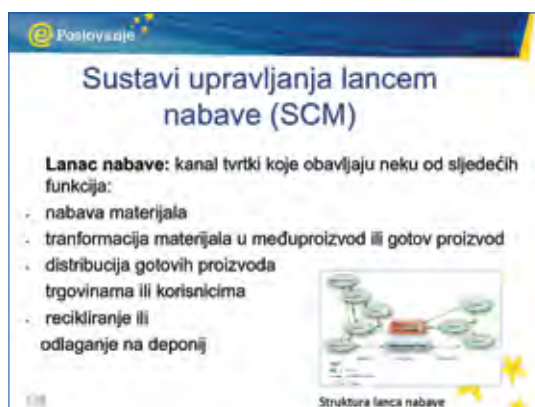 e Poslovanje
Sustavi upravljanja lancem
nabave (SCM)
Lanac nabave: kanal tvrtki koje obavljaju neku od sljedećih
funkcija:
• nabava materijala
• tranformacija materijala u međuproizvod ili gotov proizvod
• distribucija gotovih proizvoda
trgovinama ili korisnicima
• recikliranje ili
odlaganje na deponij
Struktura lanca nabave